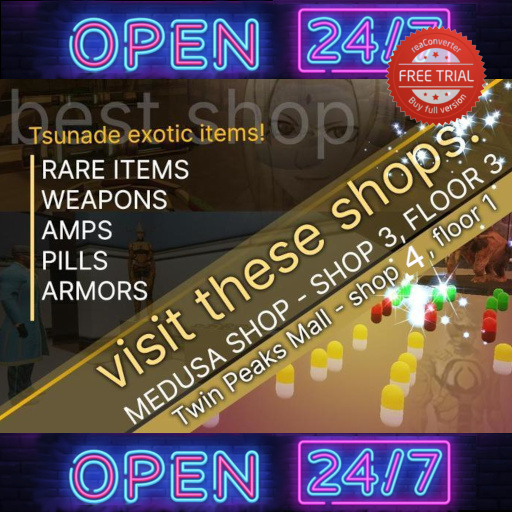 OPEN 24/7
reaConverter
FREE TRIAL
Buy full version
best shop
Tsunade exotic items!
RARE ITEMS
WEAPONS
AMPS
PILLS
ARMORS
visit these shops:
MEDUSA SHOP - SHOP 3, FLOOR 3
Twin Peaks Mall - shop 4, floor 1
OPEN 24/7